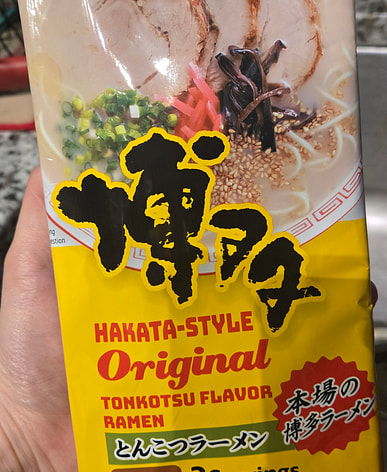 博多
HAKATA-STYLE
Original
TONKOTSU FLAVOR
RAMEN
とんこつラーメン
本場の
博多ラーメン